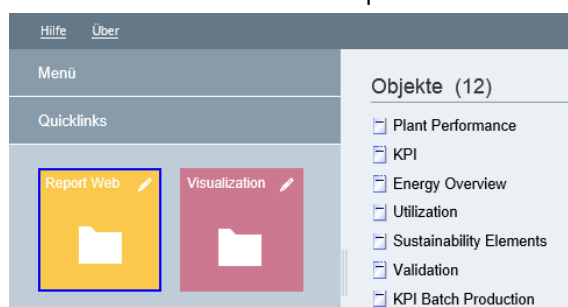 Hilfe Über
Menü
Quicklinks
Report Web
Visualization
Objekte (12)
Plant Performance
KPI
Energy Overview
Utilization
Sustainability Elements
Validation
KPI Batch Production